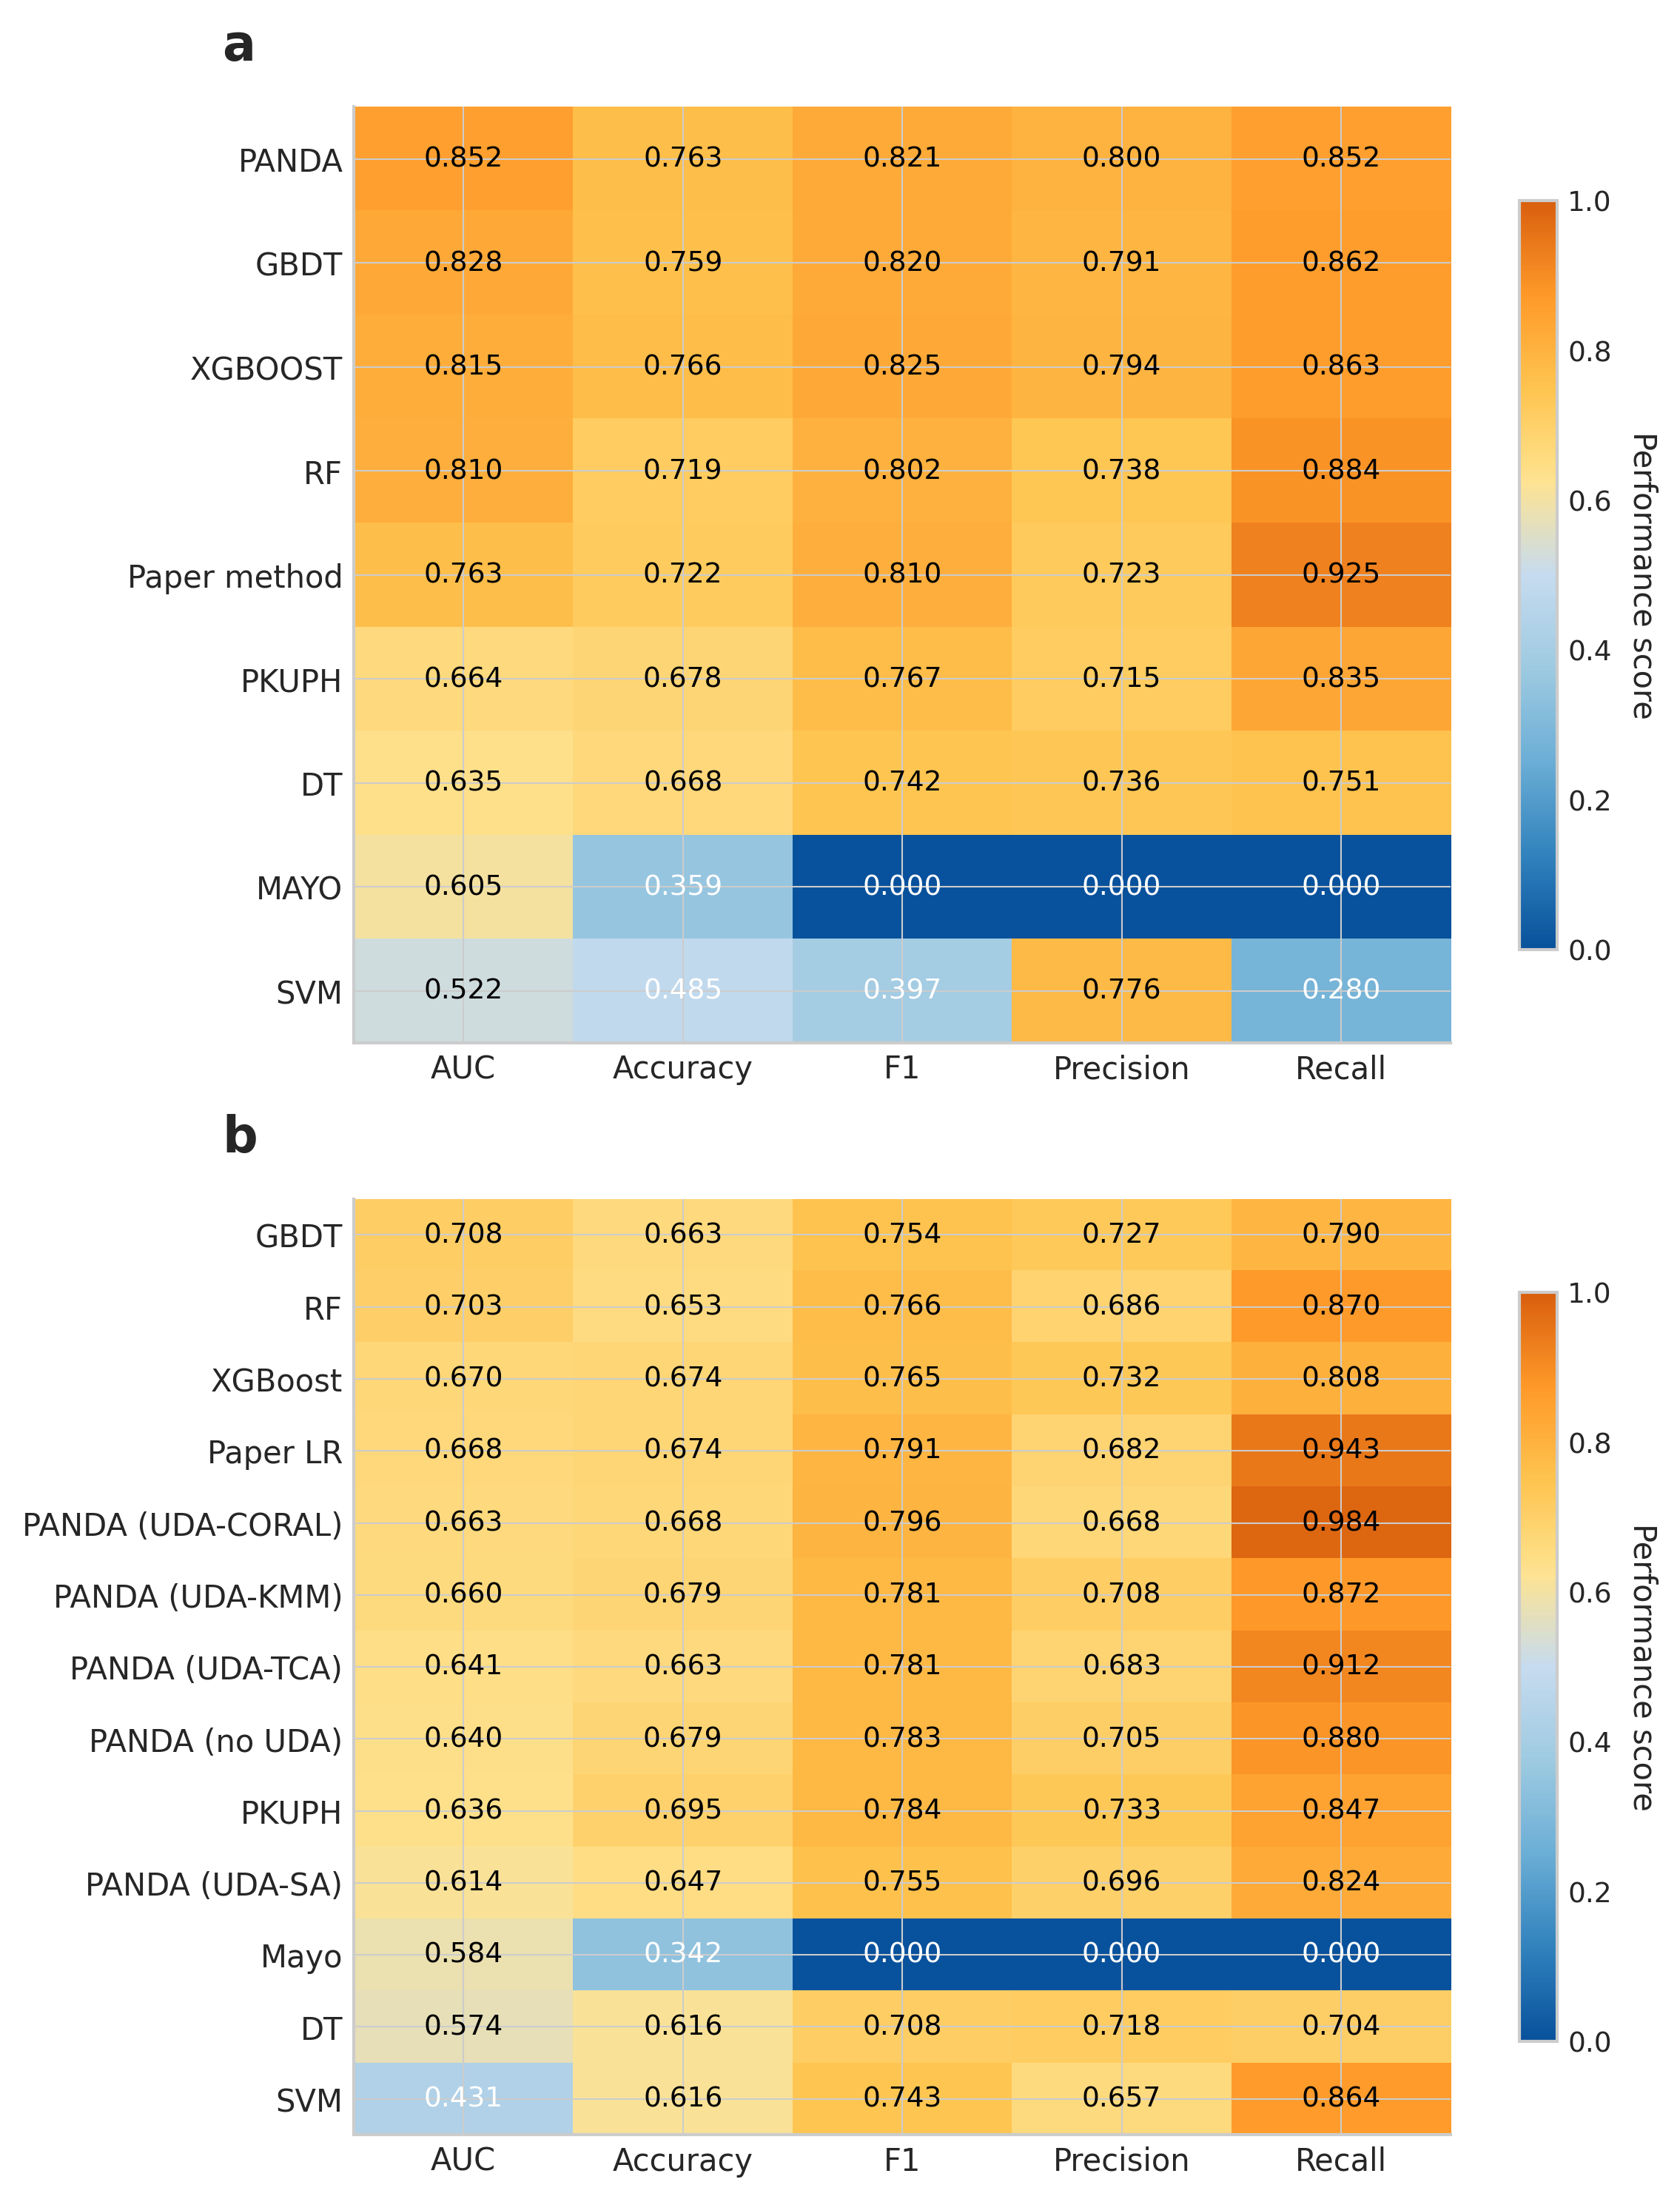 a
PANDA 0.852 0.763 0.821 0.800 0.852
GBDT 0.828 0.759 0.820 0.791 0.862
XGBOOST 0.815 0.766 0.825 0.794 0.863
RF 0.810 0.719 0.802 0.738 0.884
Paper method 0.763 0.722 0.810 0.723 0.925
PKUPH 0.664 0.678 0.767 0.715 0.835
DT 0.635 0.668 0.742 0.736 0.751
MAYO 0.605 0.359 0.000 0.000 0.000
SVM 0.522 0.485 0.397 0.776 0.280
AUC Accuracy F1 Precision Recall
1.0
0.8
0.6
0.4
0.2
0.0
Performance score
b
GBDT 0.708 0.663 0.754 0.727 0.790
RF 0.703 0.653 0.766 0.686 0.870
XGBoost 0.670 0.674 0.765 0.732 0.808
Paper LR 0.668 0.674 0.791 0.682 0.943
PANDA (UDA-CORAL) 0.663 0.668 0.796 0.668 0.984
PANDA (UDA-KMM) 0.660 0.679 0.781 0.708 0.872
PANDA (UDA-TCA) 0.641 0.663 0.781 0.683 0.912
PANDA (no UDA) 0.640 0.679 0.783 0.705 0.880
PKUPH 0.636 0.695 0.784 0.733 0.847
PANDA (UDA-SA) 0.614 0.647 0.755 0.696 0.824
Mayo 0.584 0.342 0.000 0.000 0.000
DT 0.574 0.616 0.708 0.718 0.704
SVM 0.431 0.616 0.743 0.657 0.864
AUC Accuracy F1 Precision Recall
1.0
0.8
0.6
0.4
0.2
0.0
Performance score